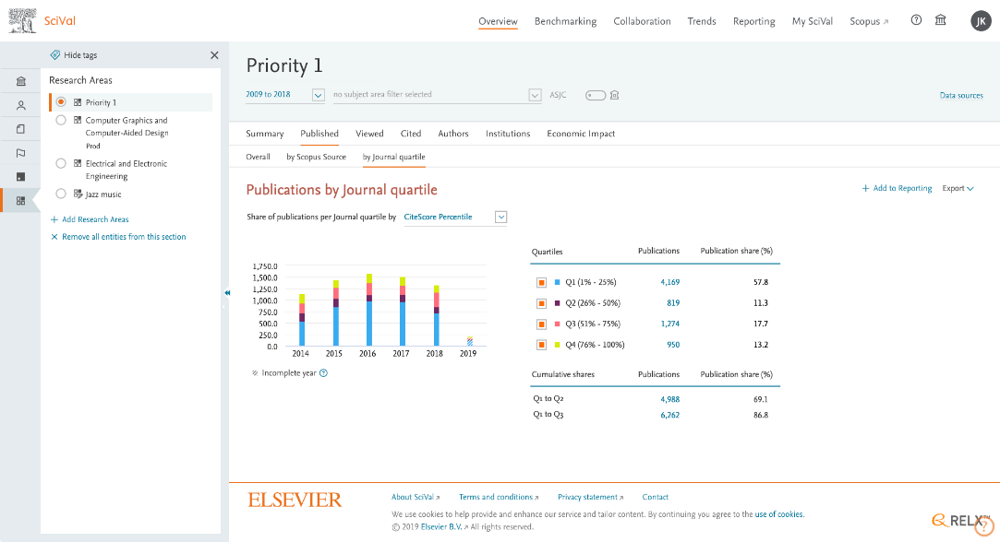 SciVal
Overview Benchmarking Collaboration Trends Reporting My SciVal Scopus JK
Hide tags
Research Areas
Priority 1
Computer Graphics and
Computer-Aided Design
Prod
Electrical and Electronic
Engineering
Jazz music
Add Research Areas
Remove all entities from this section
Priority 1
2009 to 2018 no subject area filter selected ASJC
Data sources
Summary Published Viewed Cited Authors Institutions Economic Impact
Overall by Scopus Source by Journal quartile
Publications by Journal quartile
+ Add to Reporting Export
Share of publications per Journal quartile by CiteScore Percentile
1,750.0
1,500.0
1,250.0
1,000.0
750.0
500.0
250.0
0.0
2014 2015 2016 2017 2018 2019
Incomplete year ?
Quartiles Publications Publication share (%)
Q1 (1% - 25%) 4,169 57.8
Q2 (26% - 50%) 819 11.3
Q3 (51% - 75%) 1,274 17.7
Q4 (76% - 100%) 950 13.2
Cumulative shares Publications Publication share (%)
Q1 to Q2 4,988 69.1
Q1 to Q3 6,262 86.8
ELSEVIER
About SciVal Terms and conditions Privacy statement Contact
We use cookies to help provide and enhance our service and tailor content. By continuing you agree to the use of cookies.
© 2019 Elsevier B.V. All rights reserved.
RELX™